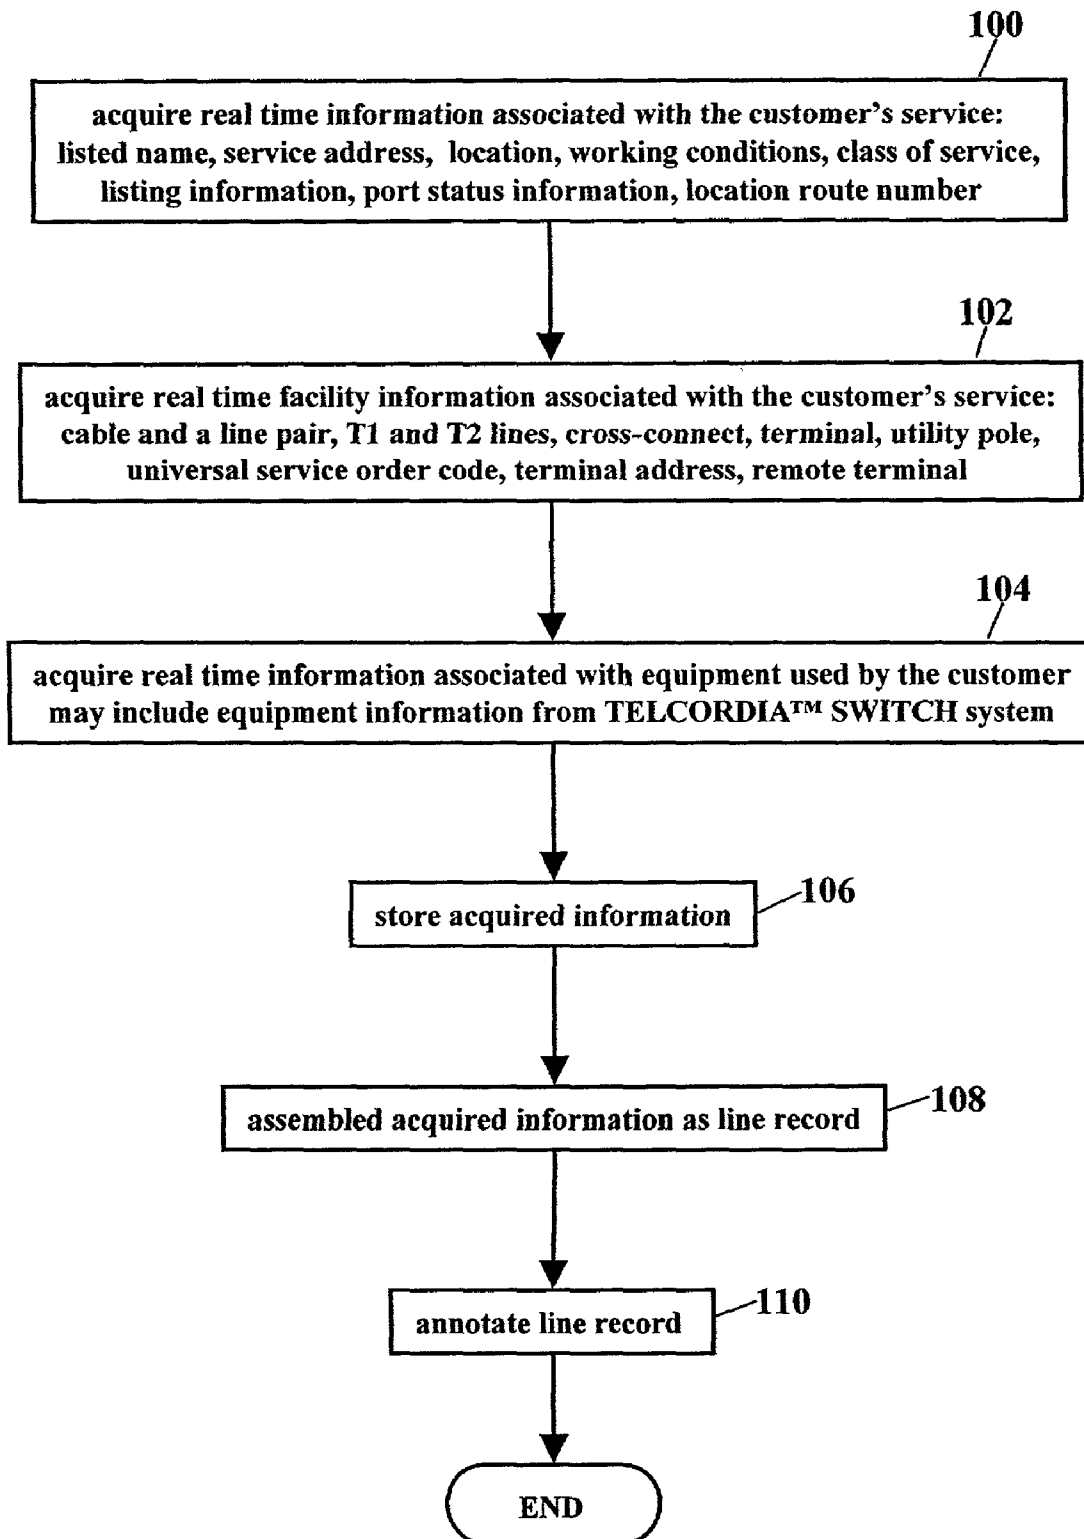 100
acquire real time information associated with the customer's service:
listed name, service address, location, working conditions, class of service,
listing information, port status information, location route number
102
acquire real time facility information associated with the customer's service:
cable and a line pair, T1 and T2 lines, cross-connect, terminal, utility pole,
universal service order code, terminal address, remote terminal
104
acquire real time information associated with equipment used by the customer
may include equipment information from TELCORDIA™ SWITCH system
store acquired information
106
assembled acquired information as line record
108
annotate line record
110
END